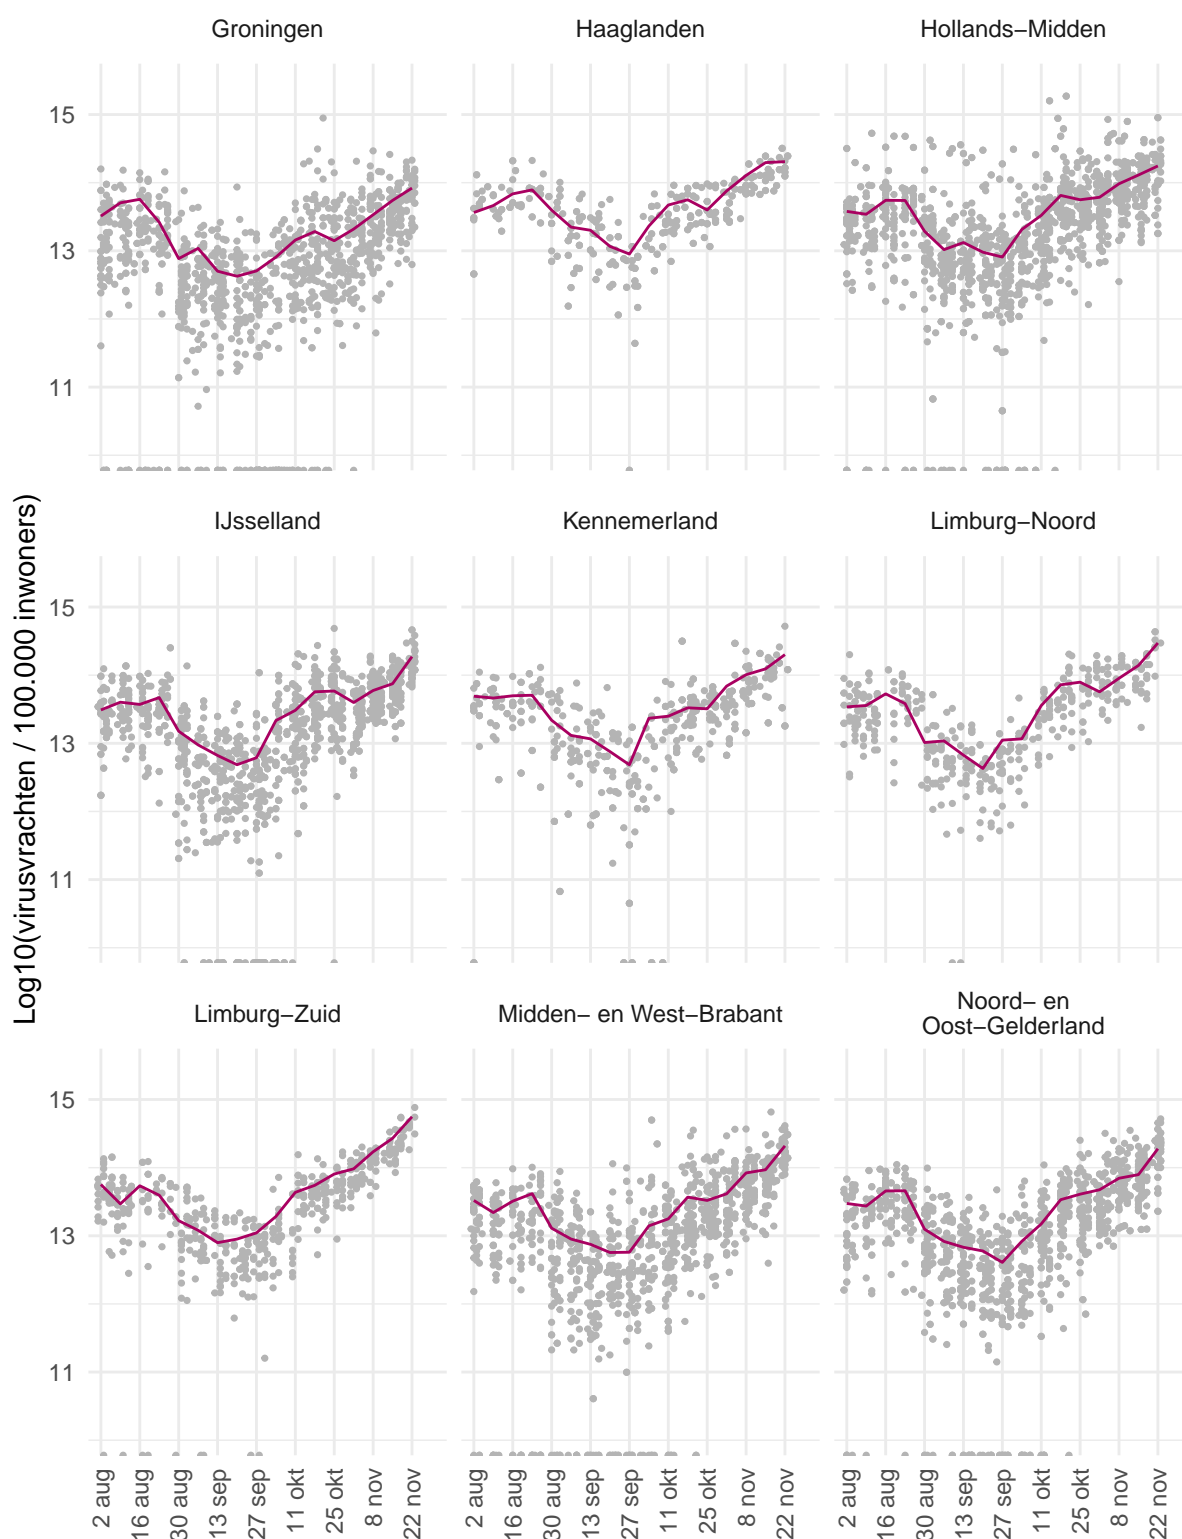 Groningen
Haaglanden
Hollands−Midden
15
13
11
IJsselland
Kennemerland
Limburg−Noord
15
13
11
Log10(virusvrachten / 100.000 inwoners)
Limburg−Zuid
Midden− en West−Brabant
Noord− en
Oost−Gelderland
15
13
11
2 aug
16 aug
30 aug
13 sep
27 sep
11 okt
25 okt
8 nov
22 nov
2 aug
16 aug
30 aug
13 sep
27 sep
11 okt
25 okt
8 nov
22 nov
2 aug
16 aug
30 aug
13 sep
27 sep
11 okt
25 okt
8 nov
22 nov